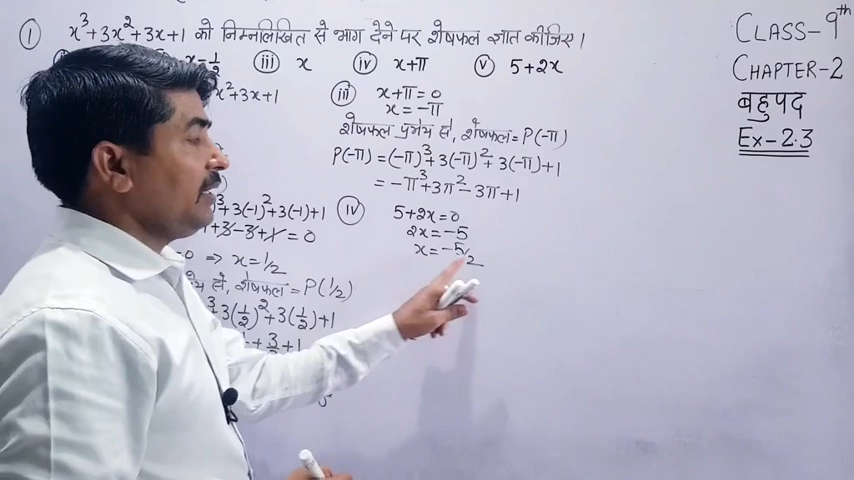 ① x³+3x²+3x+1 को निम्नलिखित से भाग देने पर शेषफल ज्ञात कीजिए।
x-1/2 (iii) x (iv) x+π (v) 5+2x
x²+3x+1
³+3(-1)²+3(-1)+1
+3-3+1 = 0
=0 ⇒ x=1/2
से, शेषफल = P(1/2)
³+3(1/2)²+3(1/2)+1
+3/2+1
(iii) x+π=0
x=-π
शेषफल प्रमेय से, शेषफल = P(-π)
P(-π) = (-π)³+3(-π)²+3(-π)+1
= -π³+3π²-3π+1
(iv) 5+2x=0
2x=-5
x=-5/2
CLASS-9th
CHAPTER-2
बहुपद
Ex-2.3